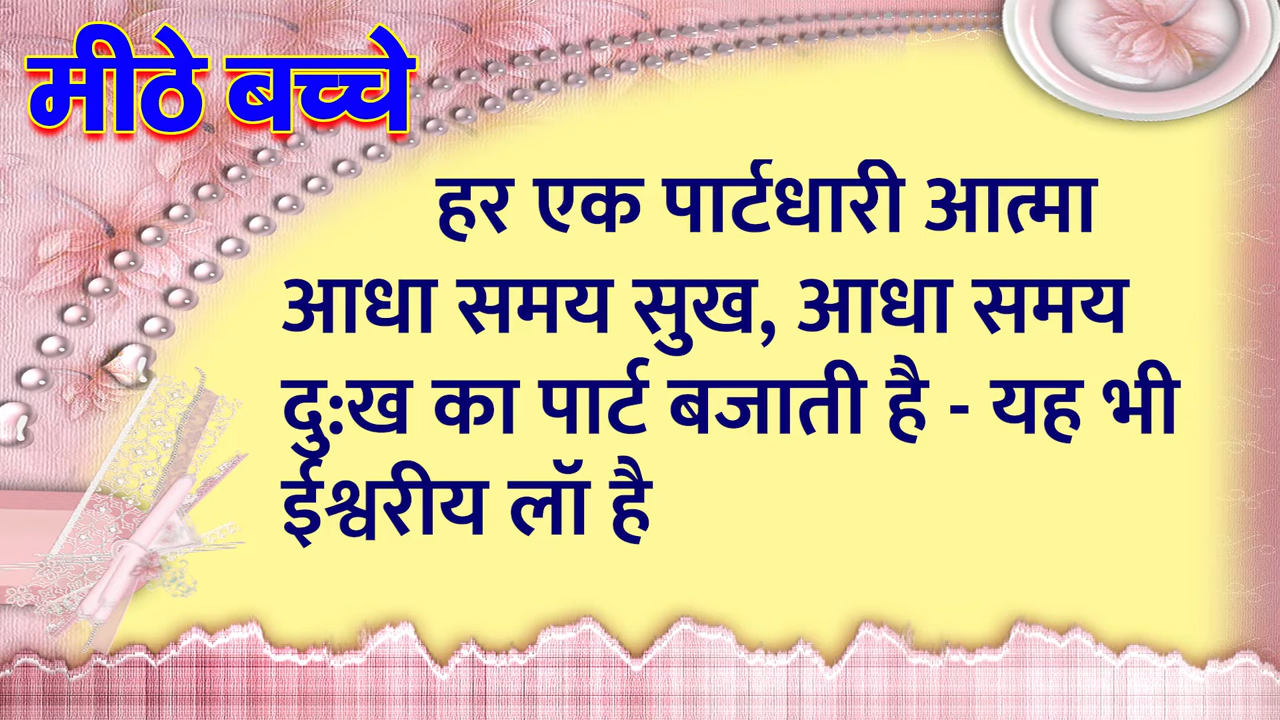 मीठे बच्चे
हर एक पार्टधारी आत्मा
आधा समय सुख, आधा समय
दु:ख का पार्ट बजाती है - यह भी
ईश्वरीय लॉ है